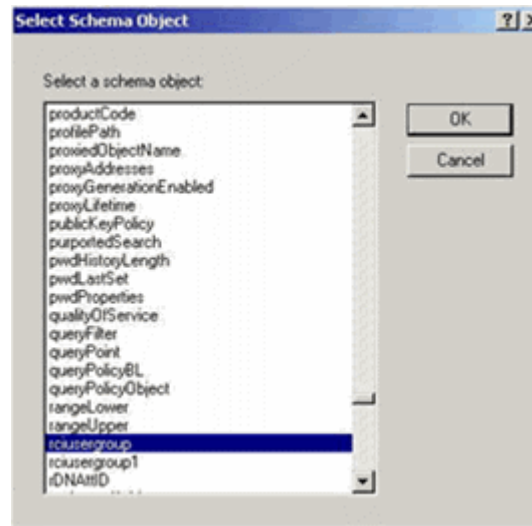 Select Schema Object
Select a schema object:
productCode
profilePath
proxiedObjectName
proxyAddresses
proxyGenerationEnabled
proxyLifetime
publicKeyPolicy
purportedSearch
pwdHistoryLength
pwdLastSet
pwdProperties
qualityOfService
queryFilter
queryPoint
queryPolicyBL
queryPolicyObject
rangeLower
rangeUpper
rciusergroup
rciusergroup1
rDNAttID
OK
Cancel